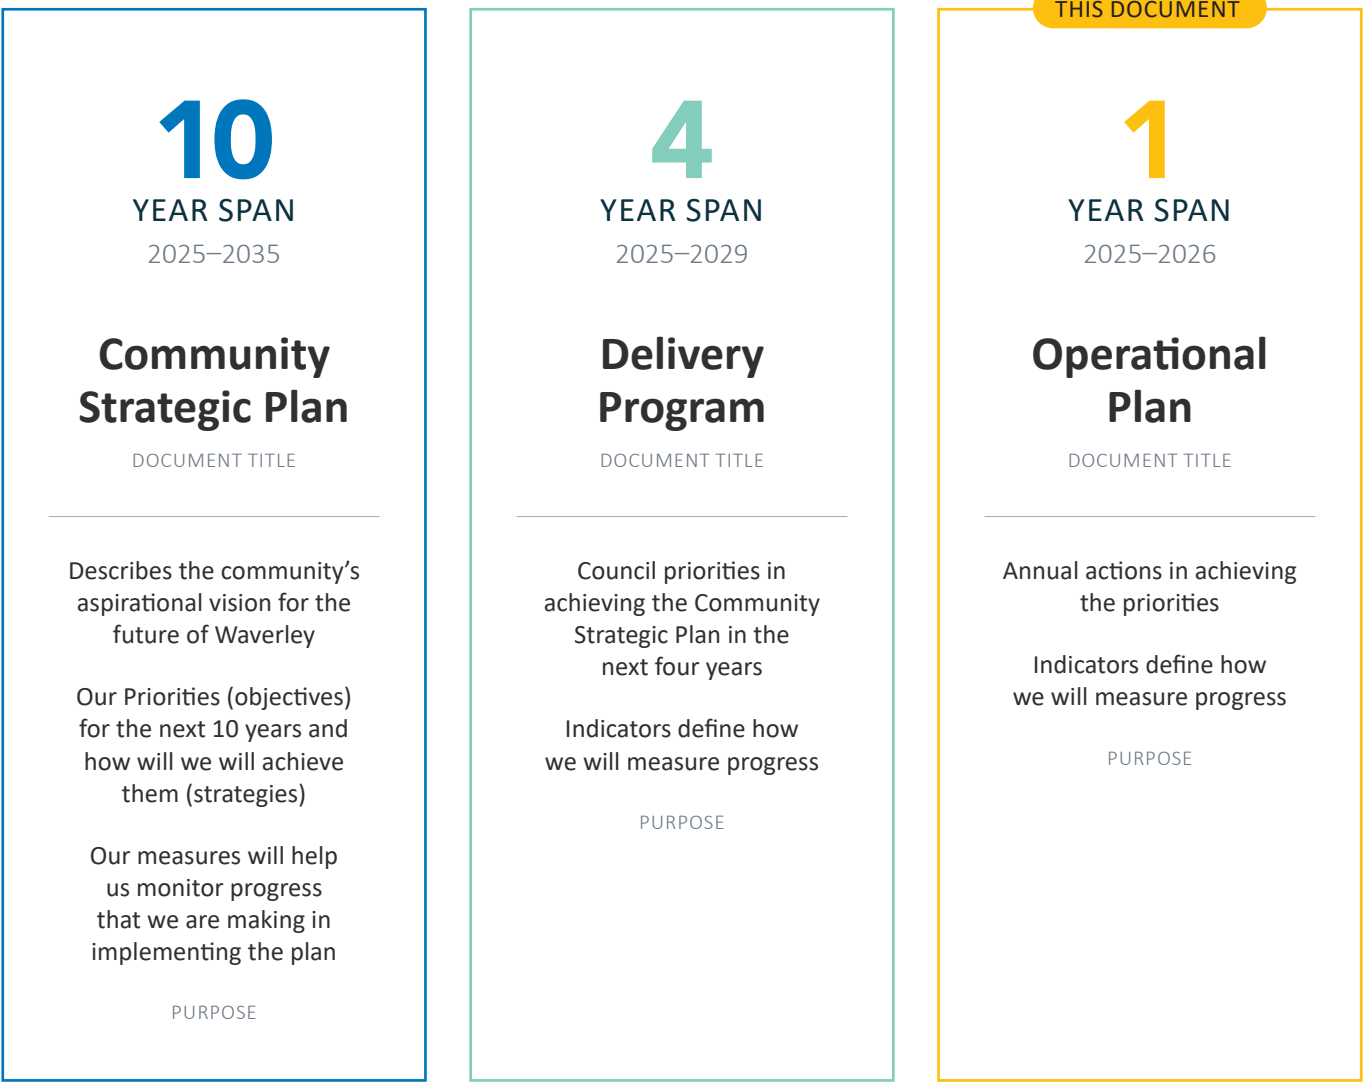 10
YEAR SPAN
2025–2035
Community
Strategic Plan
DOCUMENT TITLE
Describes the community’s
aspirational vision for the
future of Waverley
Our Priorities (objectives)
for the next 10 years and
how will we will achieve
them (strategies)
Our measures will help
us monitor progress
that we are making in
implementing the plan
PURPOSE
4
YEAR SPAN
2025–2029
Delivery
Program
DOCUMENT TITLE
Council priorities in
achieving the Community
Strategic Plan in the
next four years
Indicators define how
we will measure progress
PURPOSE
THIS DOCUMENT
1
YEAR SPAN
2025–2026
Operational
Plan
DOCUMENT TITLE
Annual actions in achieving
the priorities
Indicators define how
we will measure progress
PURPOSE